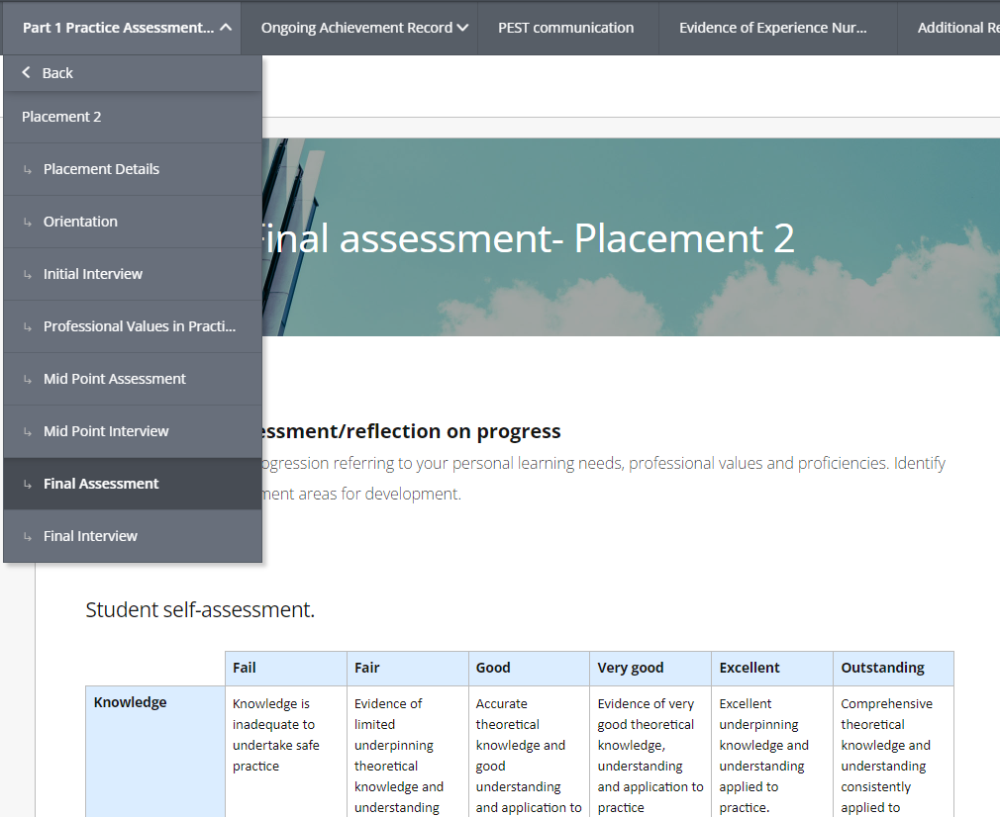 Part 1 Practice Assessment...
Ongoing Achievement Record
PEST communication
Evidence of Experience Nur...
Additional Re
Back
Placement 2
Placement Details
Orientation
Initial Interview
Professional Values in Practi...
Mid Point Assessment
Mid Point Interview
Final Assessment
Final Interview
Final assessment- Placement 2
essment/reflection on progress
ogression referring to your personal learning needs, professional values and proficiencies. Identify
ment areas for development.
Student self-assessment.
Fail
Fair
Good
Very good
Excellent
Outstanding
Knowledge
Knowledge is
inadequate to
undertake safe
practice
Evidence of
limited
underpinning
theoretical
knowledge and
understanding
Accurate
theoretical
knowledge and
good
understanding
and application to
Evidence of very
good theoretical
knowledge,
understanding
and application to
practice
Excellent
underpinning
knowledge and
understanding
applied to
practice.
Comprehensive
theoretical
knowledge and
understanding
consistently
applied to